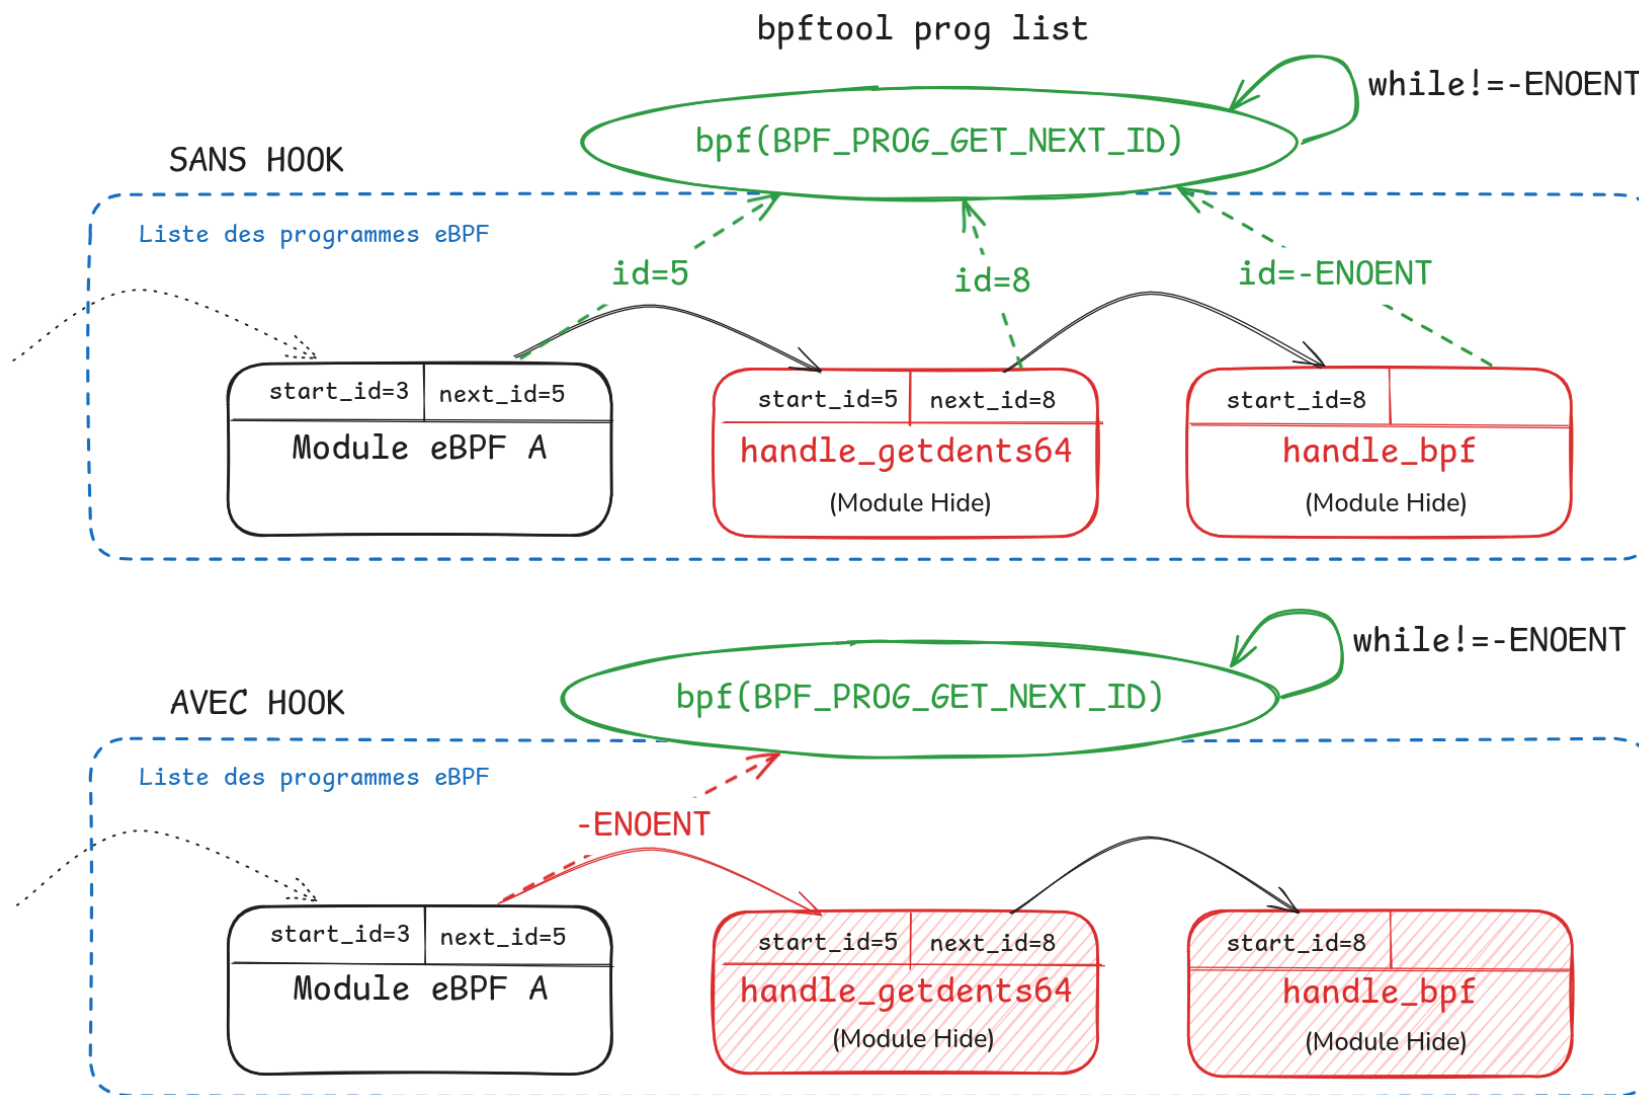 bpftool prog list
while!=-ENOENT
bpf(BPF_PROG_GET_NEXT_ID)
SANS HOOK
Liste des programmes eBPF
id=5
id=8
id=-ENOENT
start_id=3
next_id=5
Module eBPF A
start_id=5
next_id=8
handle_getdents64
(Module Hide)
start_id=8
handle_bpf
(Module Hide)
while!=-ENOENT
bpf(BPF_PROG_GET_NEXT_ID)
AVEC HOOK
Liste des programmes eBPF
-ENOENT
start_id=3
next_id=5
Module eBPF A
start_id=5
next_id=8
handle_getdents64
(Module Hide)
start_id=8
handle_bpf
(Module Hide)